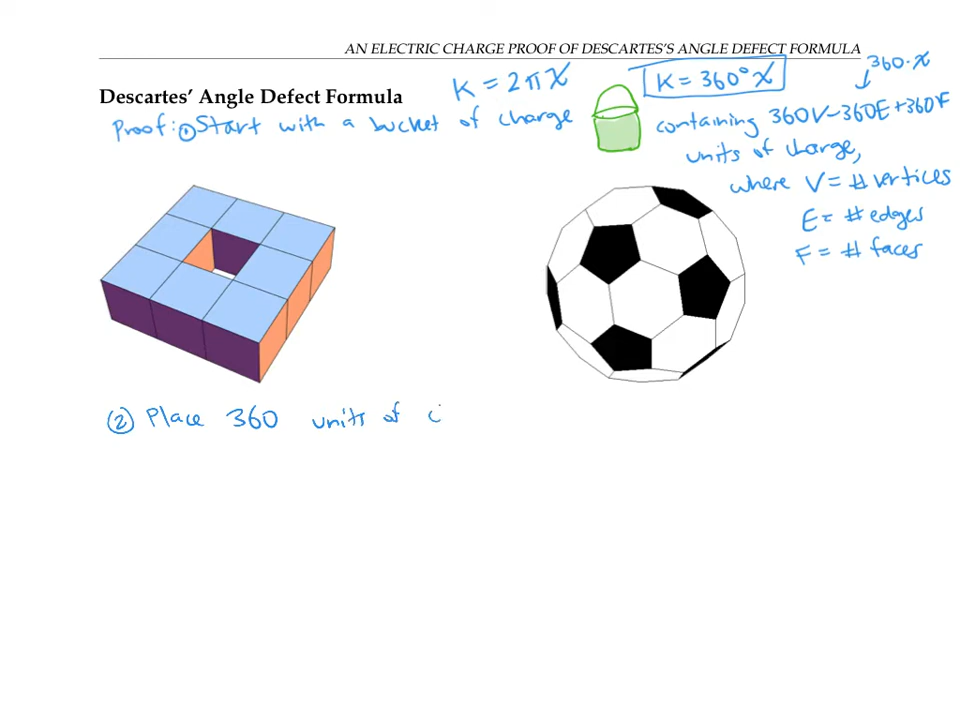 AN ELECTRIC CHARGE PROOF OF DESCARTES'S ANGLE DEFECT FORMULA
360·χ
Descartes' Angle Defect Formula K = 2πχ K = 360°χ
Proof: ① Start with a bucket of charge containing 360V-360E+360F
units of charge,
where V = # vertices
E = # edges
F = # faces
② Place 360 units of